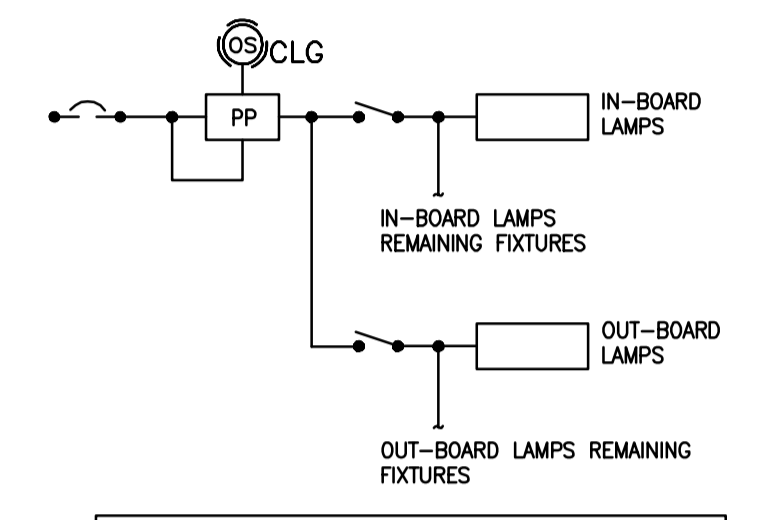 OS CLG
PP
IN-BOARD
LAMPS
IN-BOARD LAMPS
REMAINING FIXTURES
OUT-BOARD
LAMPS
OUT-BOARD LAMPS REMAINING
FIXTURES